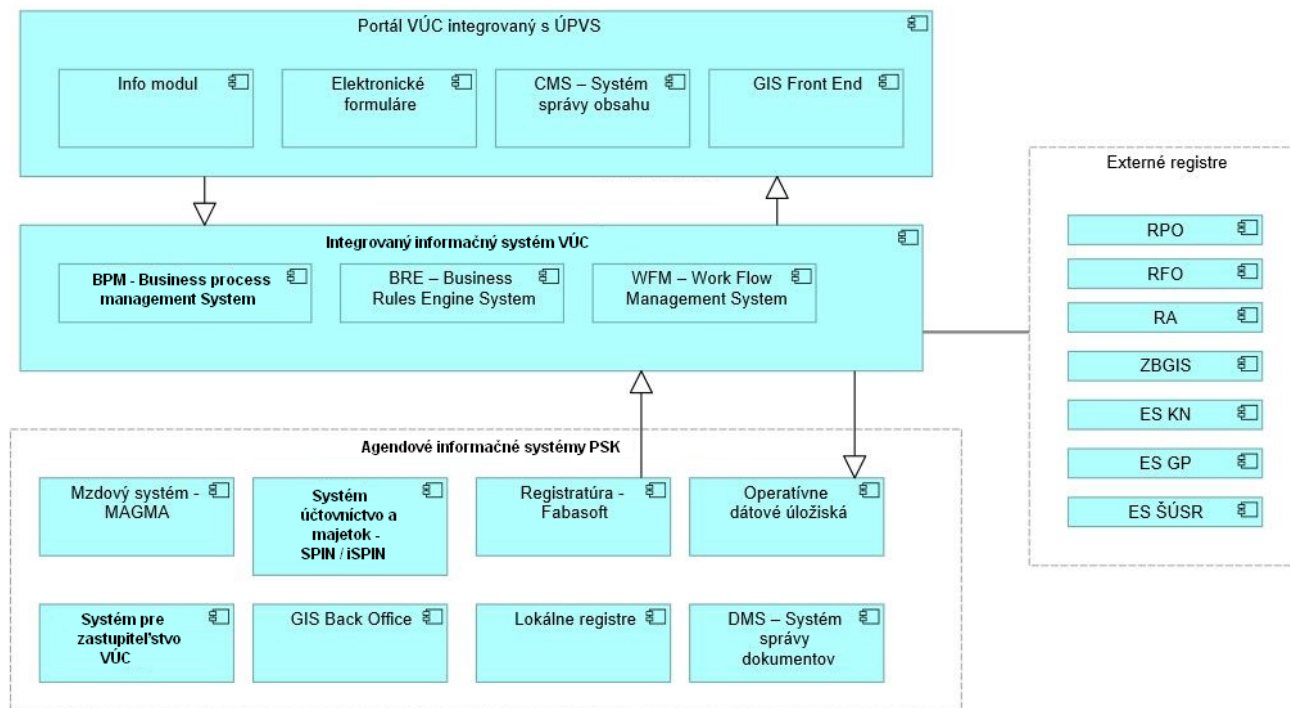 Portál VÚC integrovaný s ÚPVS
Info modul
Elektronické
formuláre
CMS – Systém
správy obsahu
GIS Front End
Integrovaný informačný systém VÚC
BPM - Business process
management System
BRE – Business
Rules Engine System
WFM – Work Flow
Management System
Externé registre
RPO
RFO
RA
ZBGIS
ES KN
ES GP
ES ŠÚSR
Agendové informačné systémy PSK
Mzdový systém -
MAGMA
Systém
účtovníctvo a
majetok -
SPIN / iSPIN
Registratúra -
Fabasoft
Operatívne
dátové úložiská
Systém pre
zastupiteľstvo
VÚC
GIS Back Office
Lokálne registre
DMS – Systém
správy
dokumentov